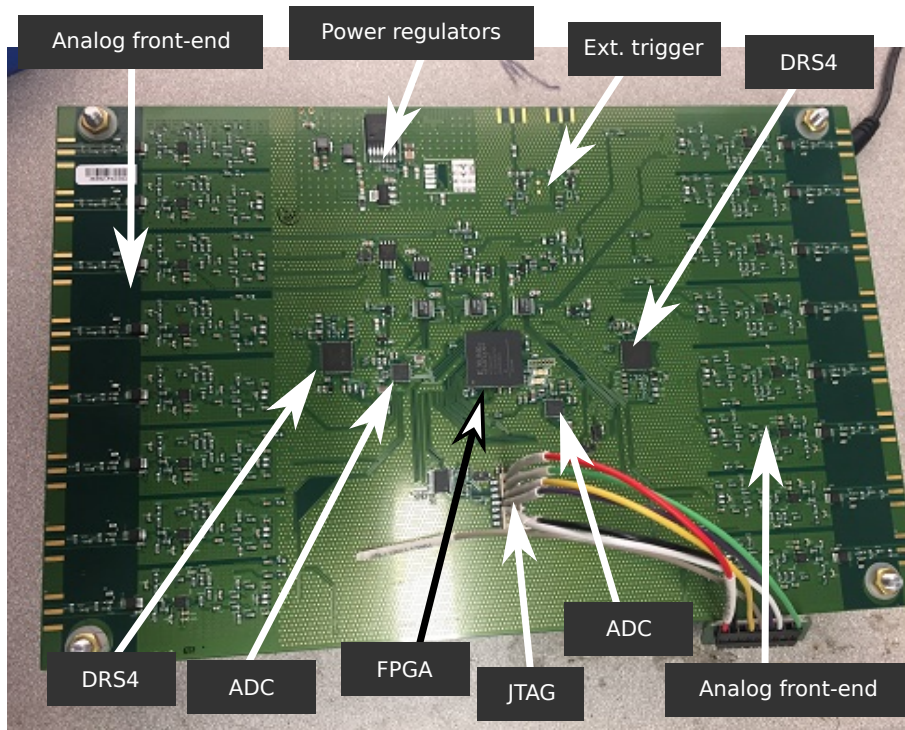 Analog front-end
Power regulators
Ext. trigger
DRS4
DRS4
ADC
FPGA
JTAG
ADC
Analog front-end